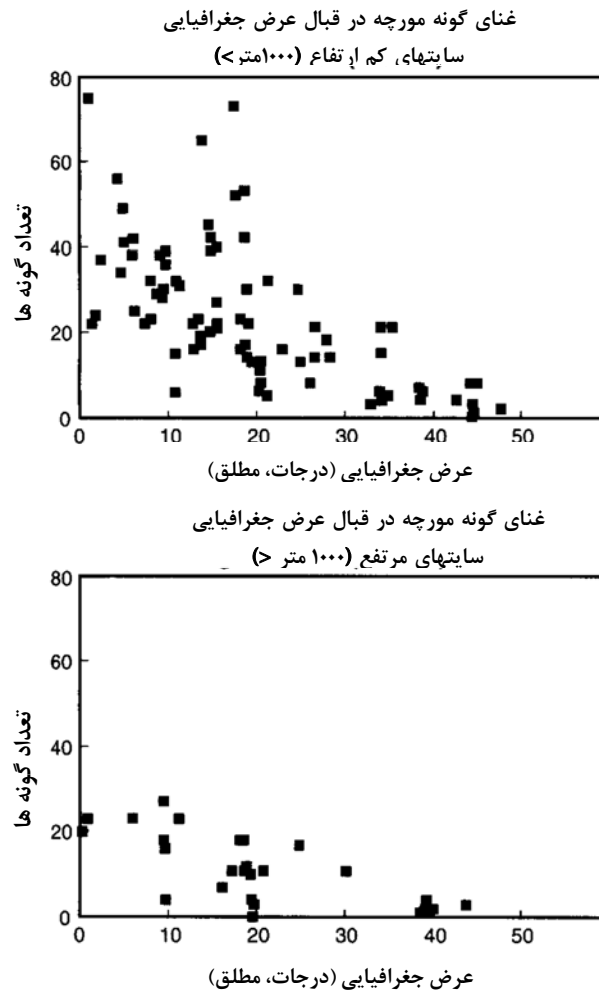 غنای گونه مورچه در قبال عرض جغرافیایی
سایتهای کم ارتفاع (۱۰۰۰متر>)
80
60
40
20
0
تعداد گونه ها
0 10 20 30 40 50
عرض جغرافیایی (درجات، مطلق)
غنای گونه مورچه در قبال عرض جغرافیایی
سایتهای مرتفع (۱۰۰۰ متر <)
80
60
40
20
0
تعداد گونه ها
0 10 20 30 40 50
عرض جغرافیایی (درجات، مطلق)